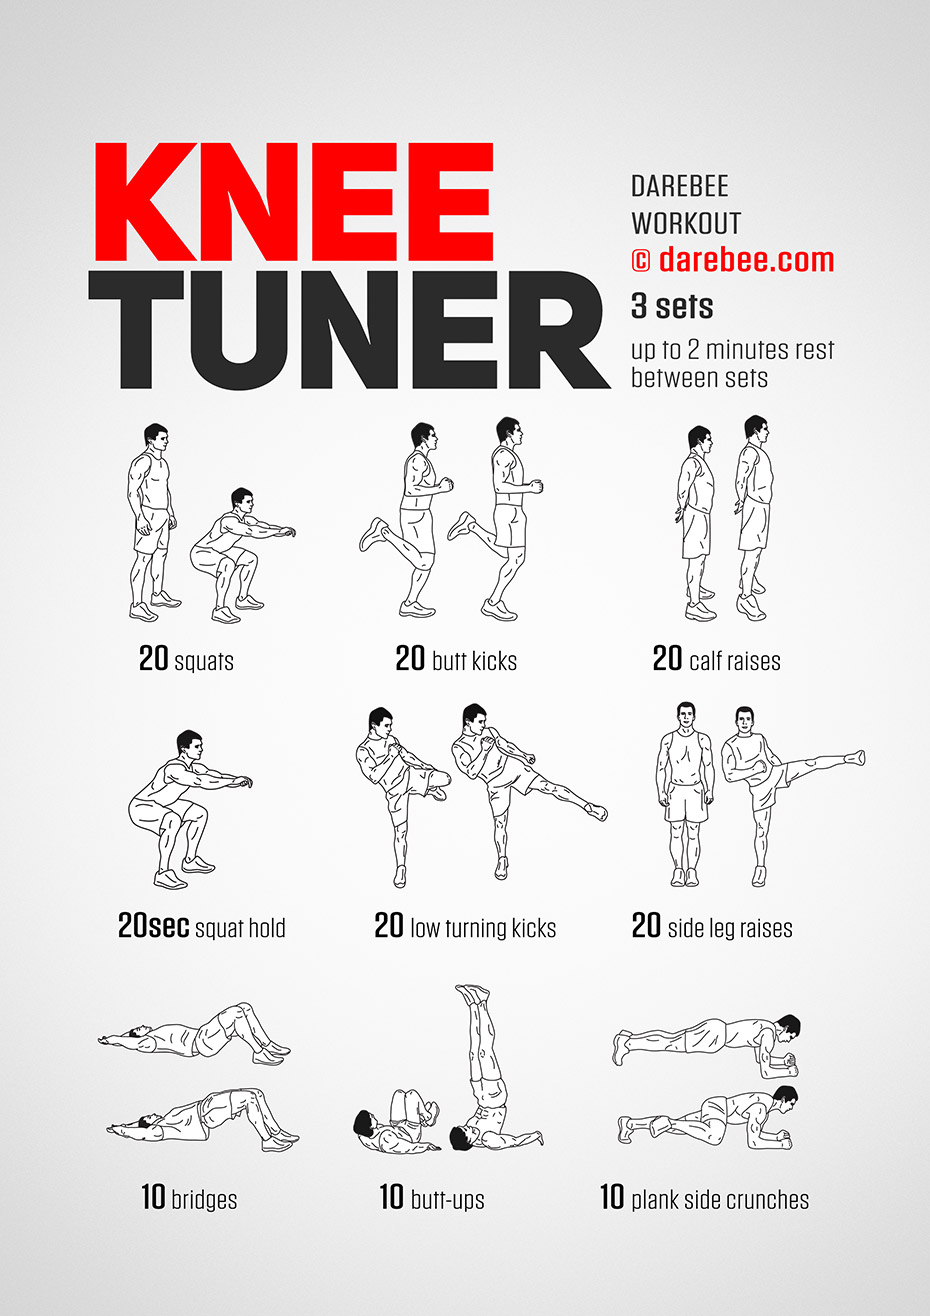 KNEE
TUNER
DAREBEE
WORKOUT
© darebee.com
3 sets
up to 2 minutes rest
between sets
20 squats
20 butt kicks
20 calf raises
20sec squat hold
20 low turning kicks
20 side leg raises
10 bridges
10 butt-ups
10 plank side crunches